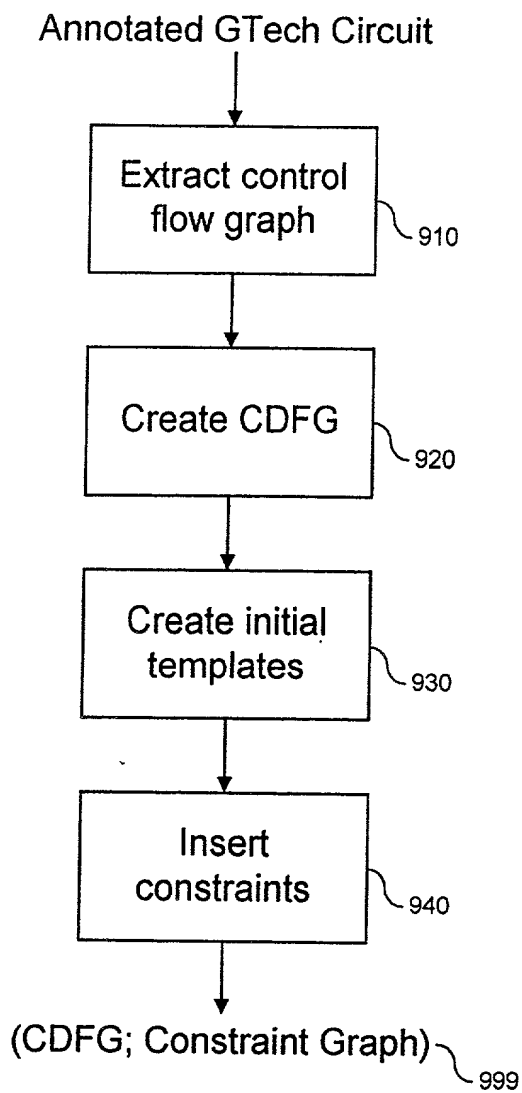 Annotated GTech Circuit
Extract control
flow graph
910
Create CDFG
920
Create initial
templates
930
Insert
constraints
940
(CDFG; Constraint Graph)
999